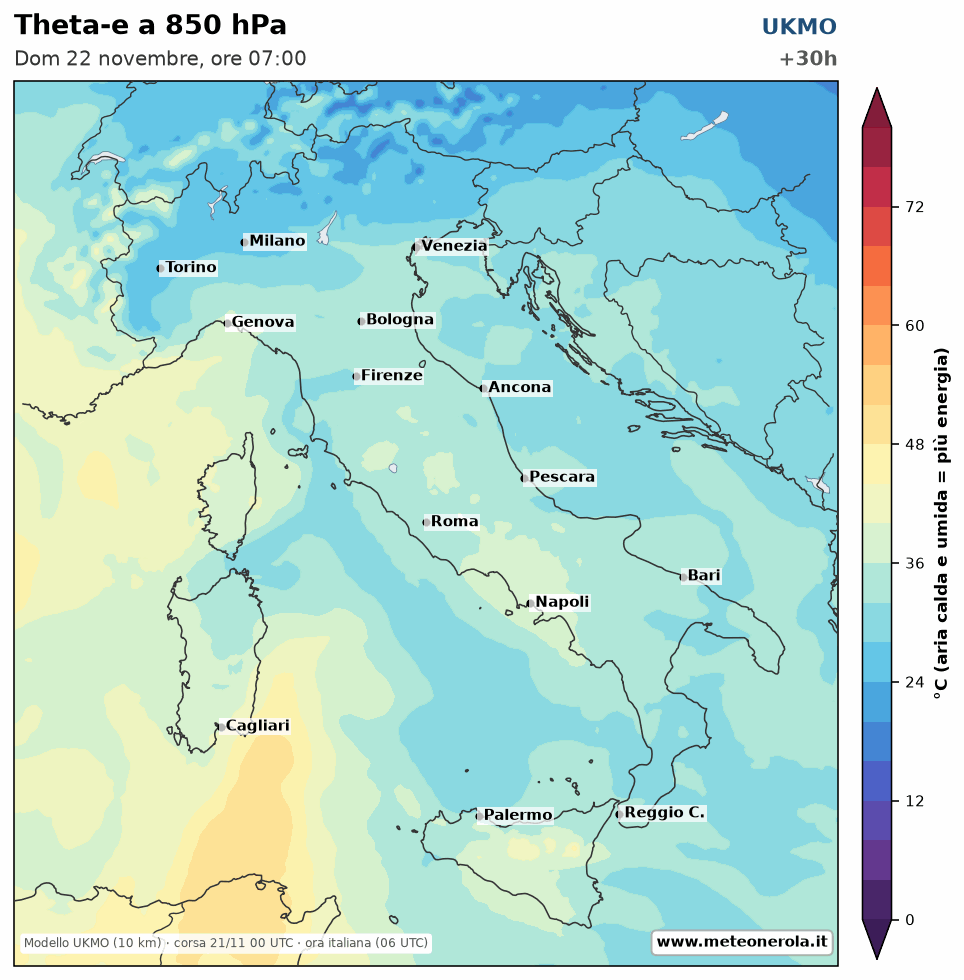 Theta-e a 850 hPa
UKMO
Dom 22 novembre, ore 07:00
+30h
Milano
Venezia
Torino
Genova
Bologna
Firenze
Ancona
Pescara
Roma
Bari
Napoli
Cagliari
Palermo
Reggio C.
72
60
48
36
24
12
0
°C (aria calda e umida = più energia)
Modello UKMO (10 km) · corsa 21/11 00 UTC · ora italiana (06 UTC)
www.meteonerola.it